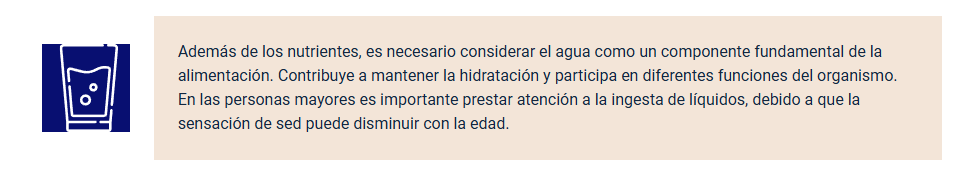 Además de los nutrientes, es necesario considerar el agua como un componente fundamental de la
alimentación. Contribuye a mantener la hidratación y participa en diferentes funciones del organismo.
En las personas mayores es importante prestar atención a la ingesta de líquidos, debido a que la
sensación de sed puede disminuir con la edad.